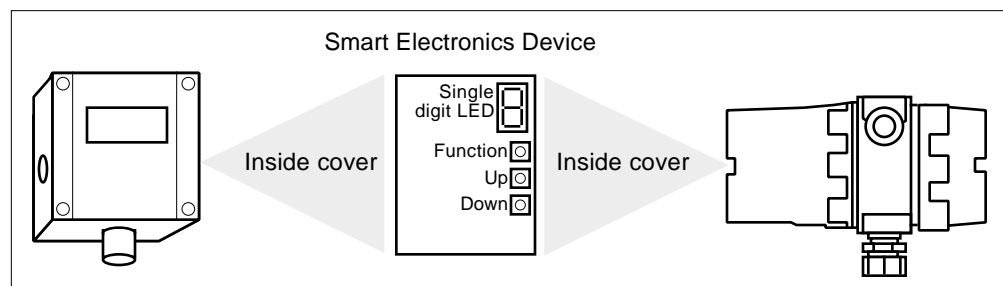 Smart Electronics Device
Single
digit LED
Function
Up
Down
Inside cover
Inside cover